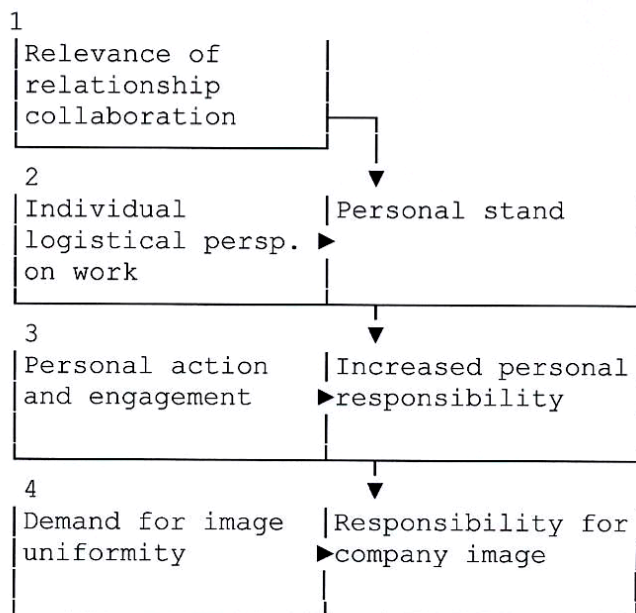 1
Relevance of
relationship
collaboration
2
Individual
logistical persp.
on work
Personal stand
3
Personal action
and engagement
Increased personal
responsibility
4
Demand for image
uniformity
Responsibility for
company image